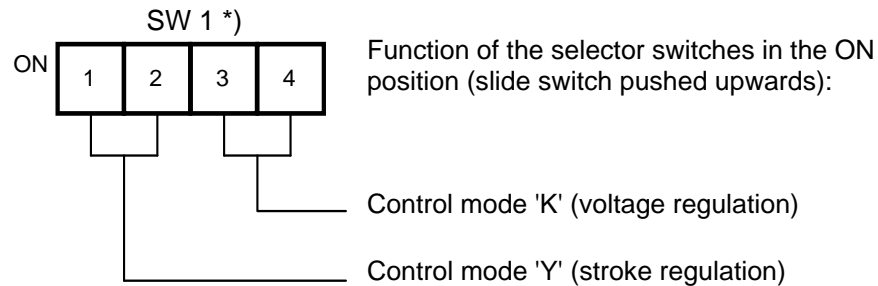 SW 1 *)
ON
1 2 3 4
Function of the selector switches in the ON
position (slide switch pushed upwards):
Control mode 'K' (voltage regulation)
Control mode 'Y' (stroke regulation)